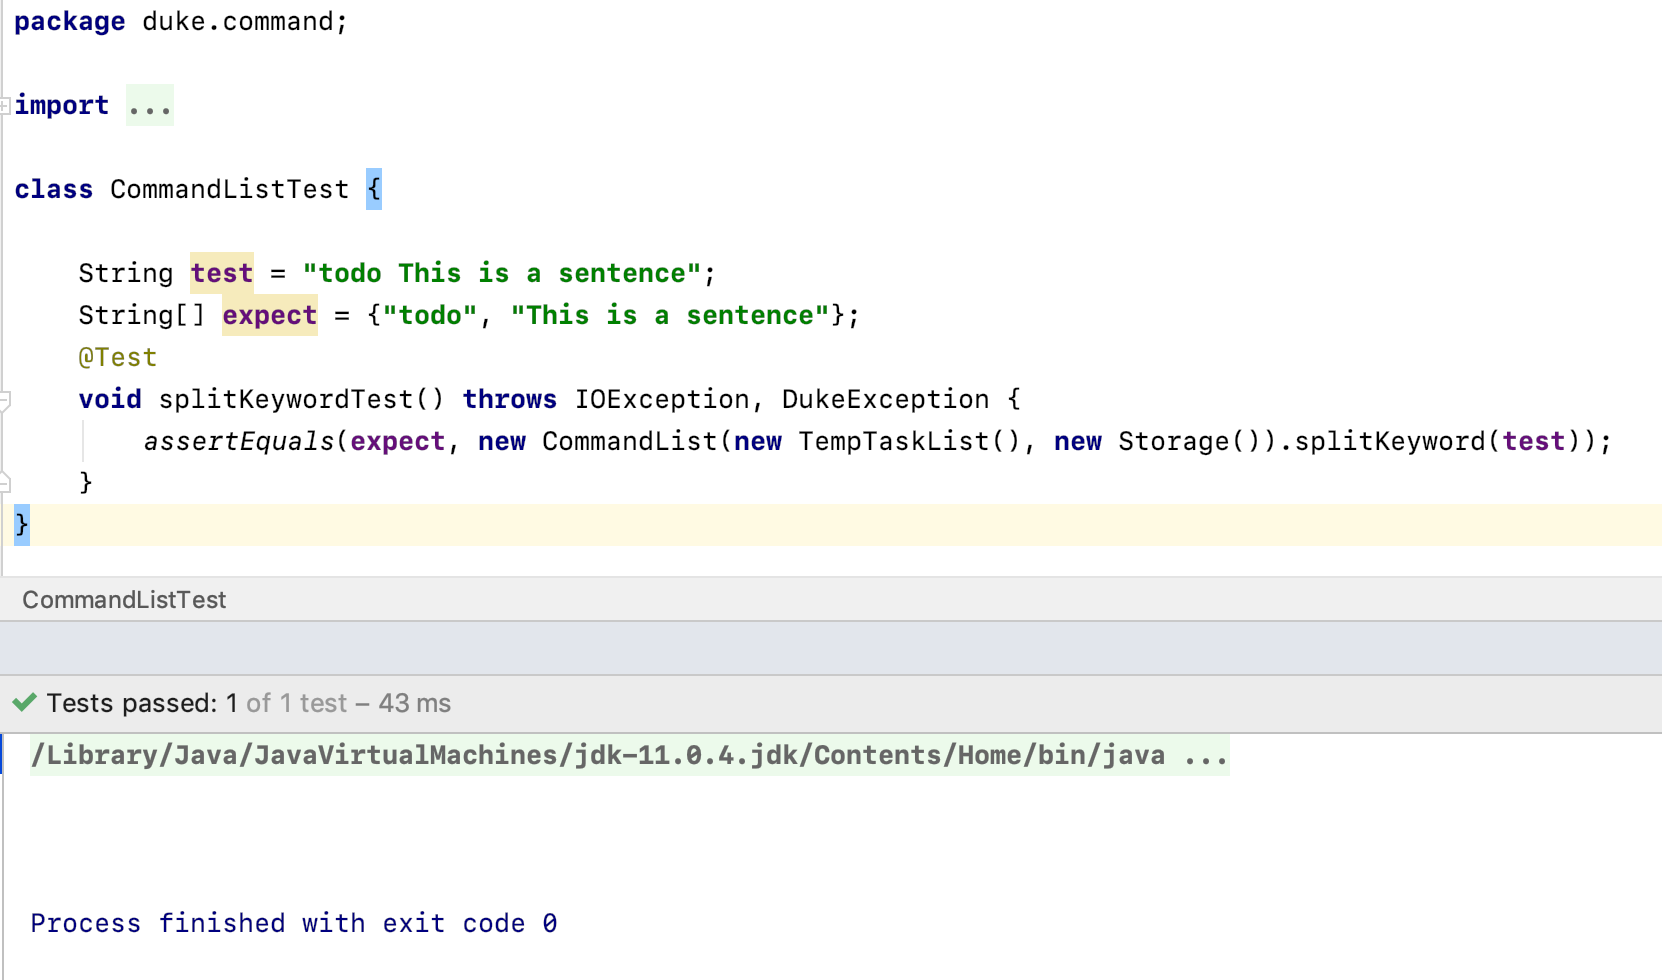 package duke.command;
import ...
class CommandListTest {
String test = "todo This is a sentence";
String[] expect = {"todo", "This is a sentence"};
@Test
void splitKeywordTest() throws IOException, DukeException {
assertEquals(expect, new CommandList(new TempTaskList(), new Storage()).splitKeyword(test));
}
}
CommandListTest
Tests passed: 1 of 1 test – 43 ms
/Library/Java/JavaVirtualMachines/jdk-11.0.4.jdk/Contents/Home/bin/java ...
Process finished with exit code 0